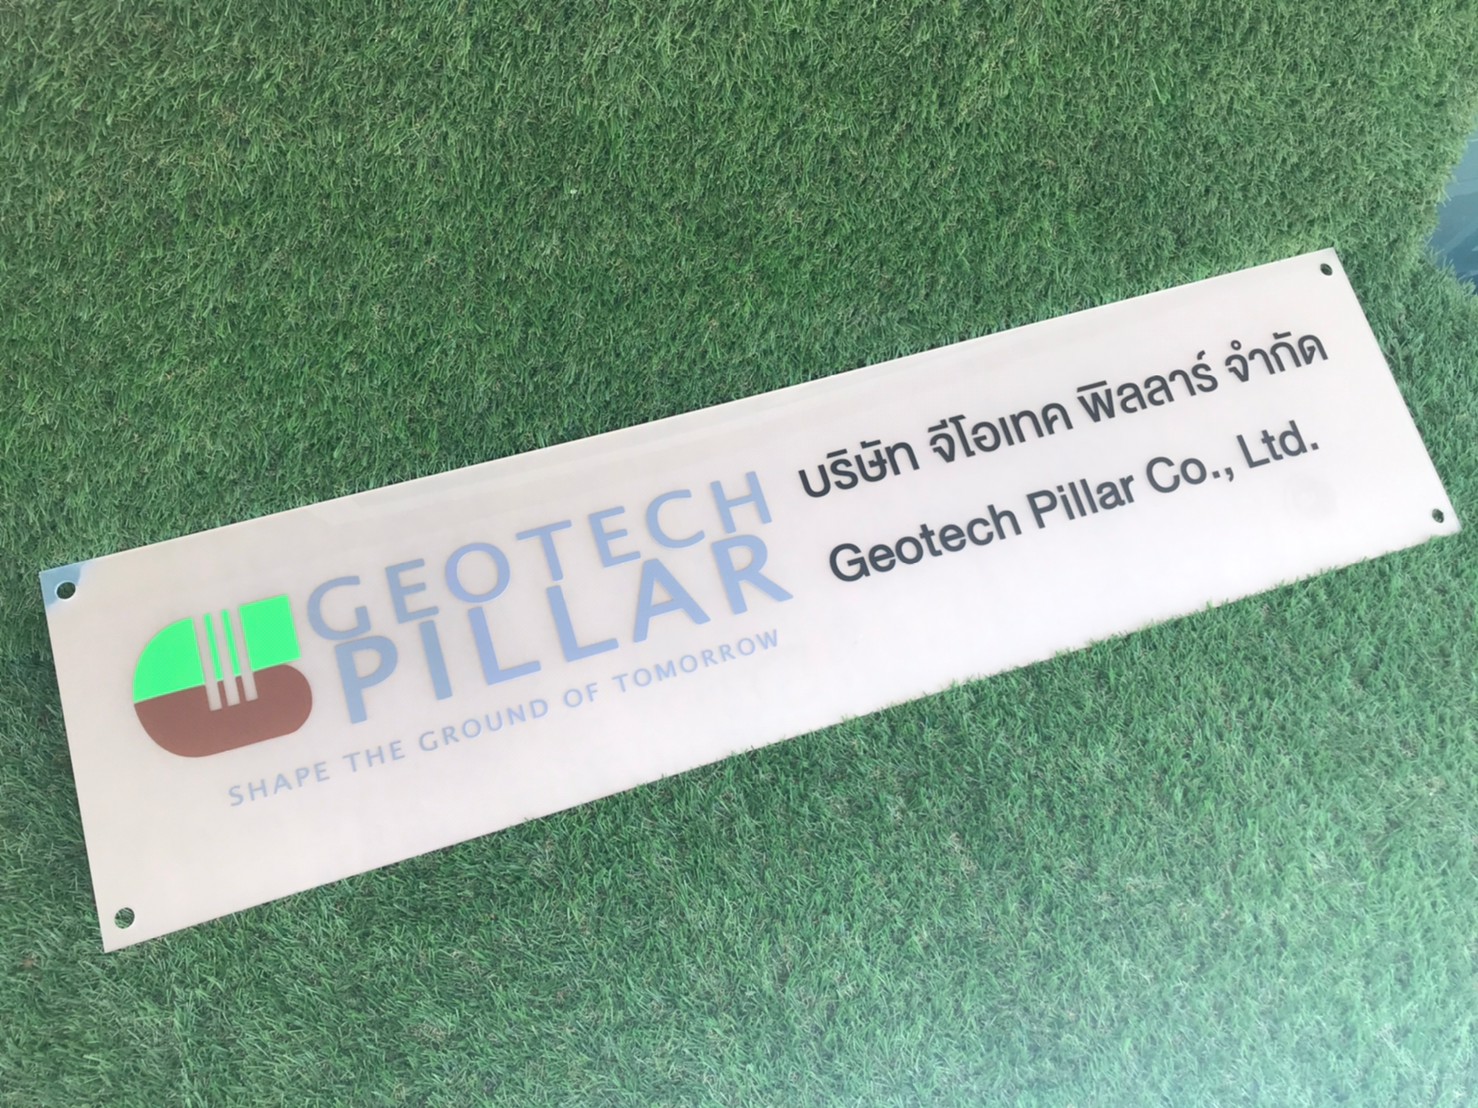 GEOTECH
PILLAR
SHAPE THE GROUND OF TOMORROW
บริษัท จีโอเทค พิลลาร์ จำกัด
Geotech Pillar Co., Ltd.